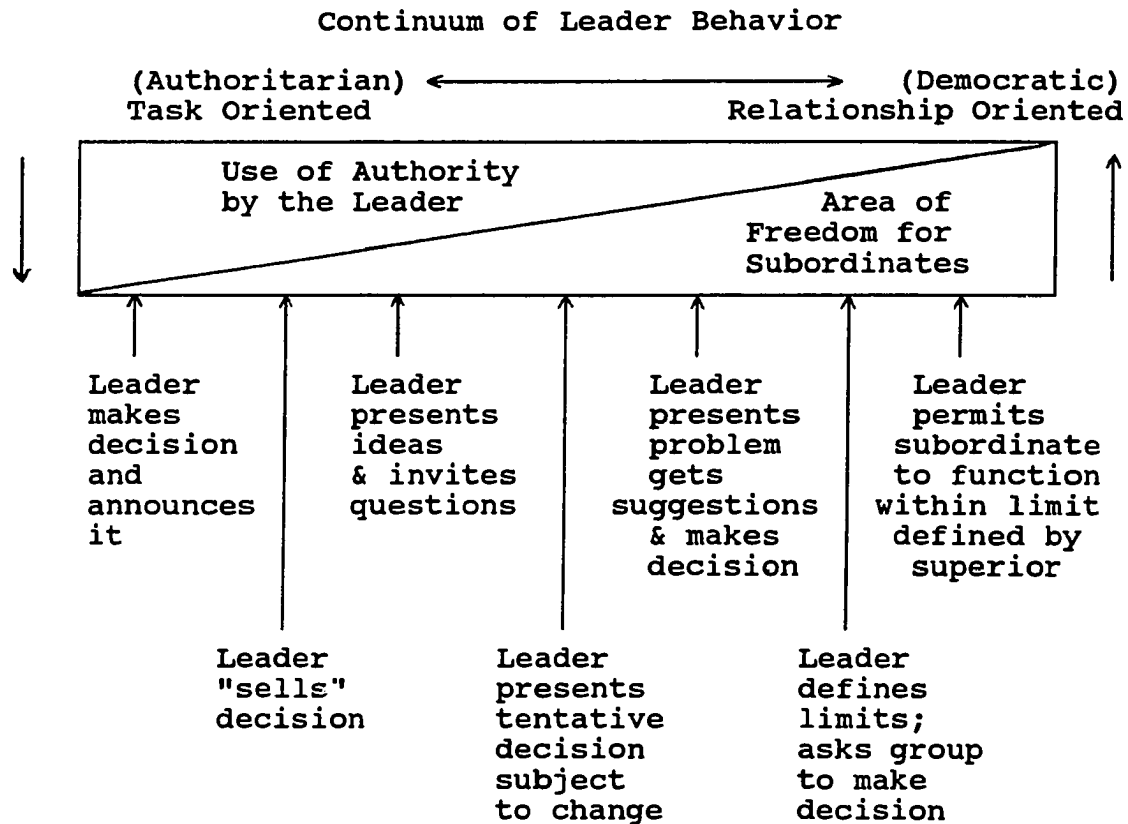 Continuum of Leader Behavior
(Authoritarian)
Task Oriented
(Democratic)
Relationship Oriented
Use of Authority
by the Leader
Area of
Freedom for
Subordinates
Leader
makes
decision
and
announces
it
Leader
"sells"
decision
Leader
presents
ideas
& invites
questions
Leader
presents
tentative
decision
subject
to change
Leader
presents
problem
gets
suggestions
& makes
decision
Leader
defines
limits;
asks group
to make
decision
Leader
permits
subordinate
to function
within limit
defined by
superior